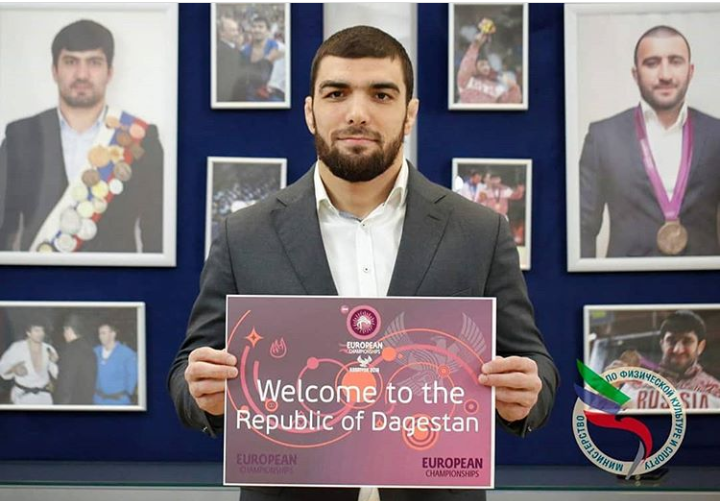 EUROPEAN
CHAMPIONSHIPS
Welcome to the
Republic of Dagestan
EUROPEAN
CHAMPIONSHIPS
EUROPEAN
CHAMPIONSHIPS
RUSSIA
МИНИСТЕРСТВО ПО ФИЗИЧЕСКОЙ КУЛЬТУРЕ И СПОРТУ